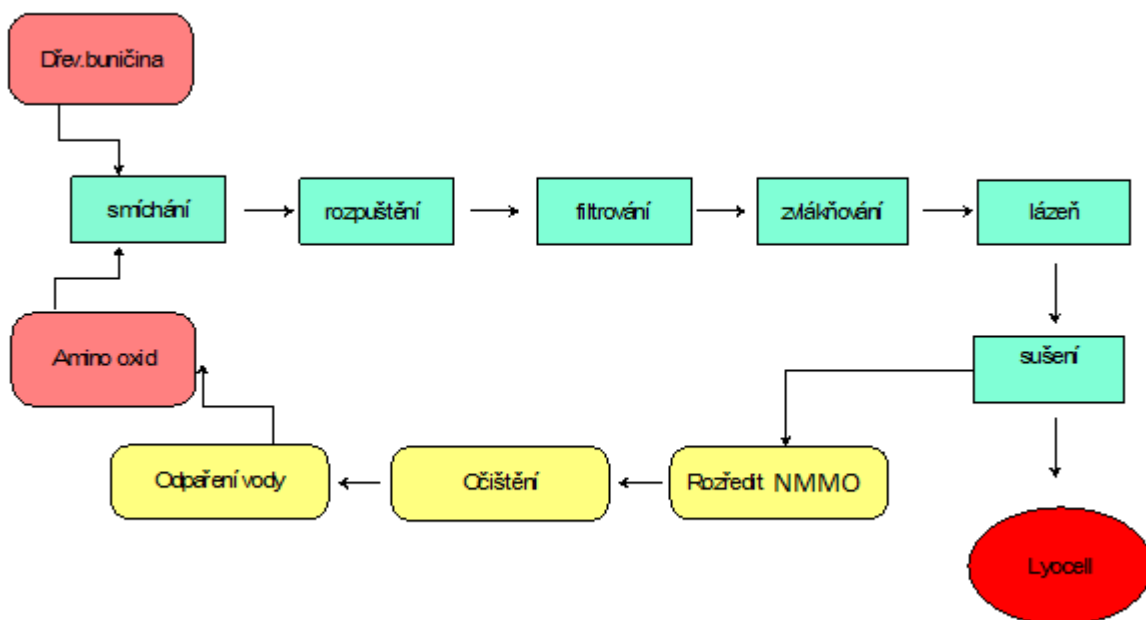 Dřev.buničina
smíchání
rozpuštění
filtrování
zvlákňování
lázeň
Amino oxid
sušení
Odpaření vody
Očištění
Rozředit NMMO
Lyocell